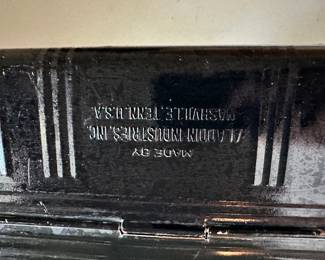 MADE BY
ALADDIN INDUSTRIES, INC.
NASHVILLE, TENN. U.S.A.